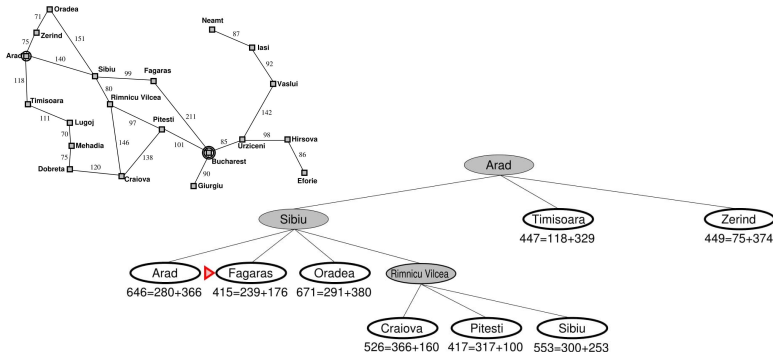 Oradea
71
Neamt
Zerind
87
75
151
Iasi
Arad
140
92
Sibiu
99
Fagaras
118
Vaslui
80
Rimnicu Vilcea
Timisoara
142
111
Pitesti
211
Lugoj
97
70
98
Hirsova
85
146
101
Urziceni
Mehadia
138
86
75
Bucharest
120
90
Dobreta
Craiova
Eforie
Giurgiu
Arad
Sibiu
Timisoara
Zerind
447=118+329
449=75+374
Arad
Fagaras
Oradea
Rimnicu Vilcea
646=280+366
415=239+176
671=291+380
Craiova
Pitesti
Sibiu
526=366+160
417=317+100
553=300+253